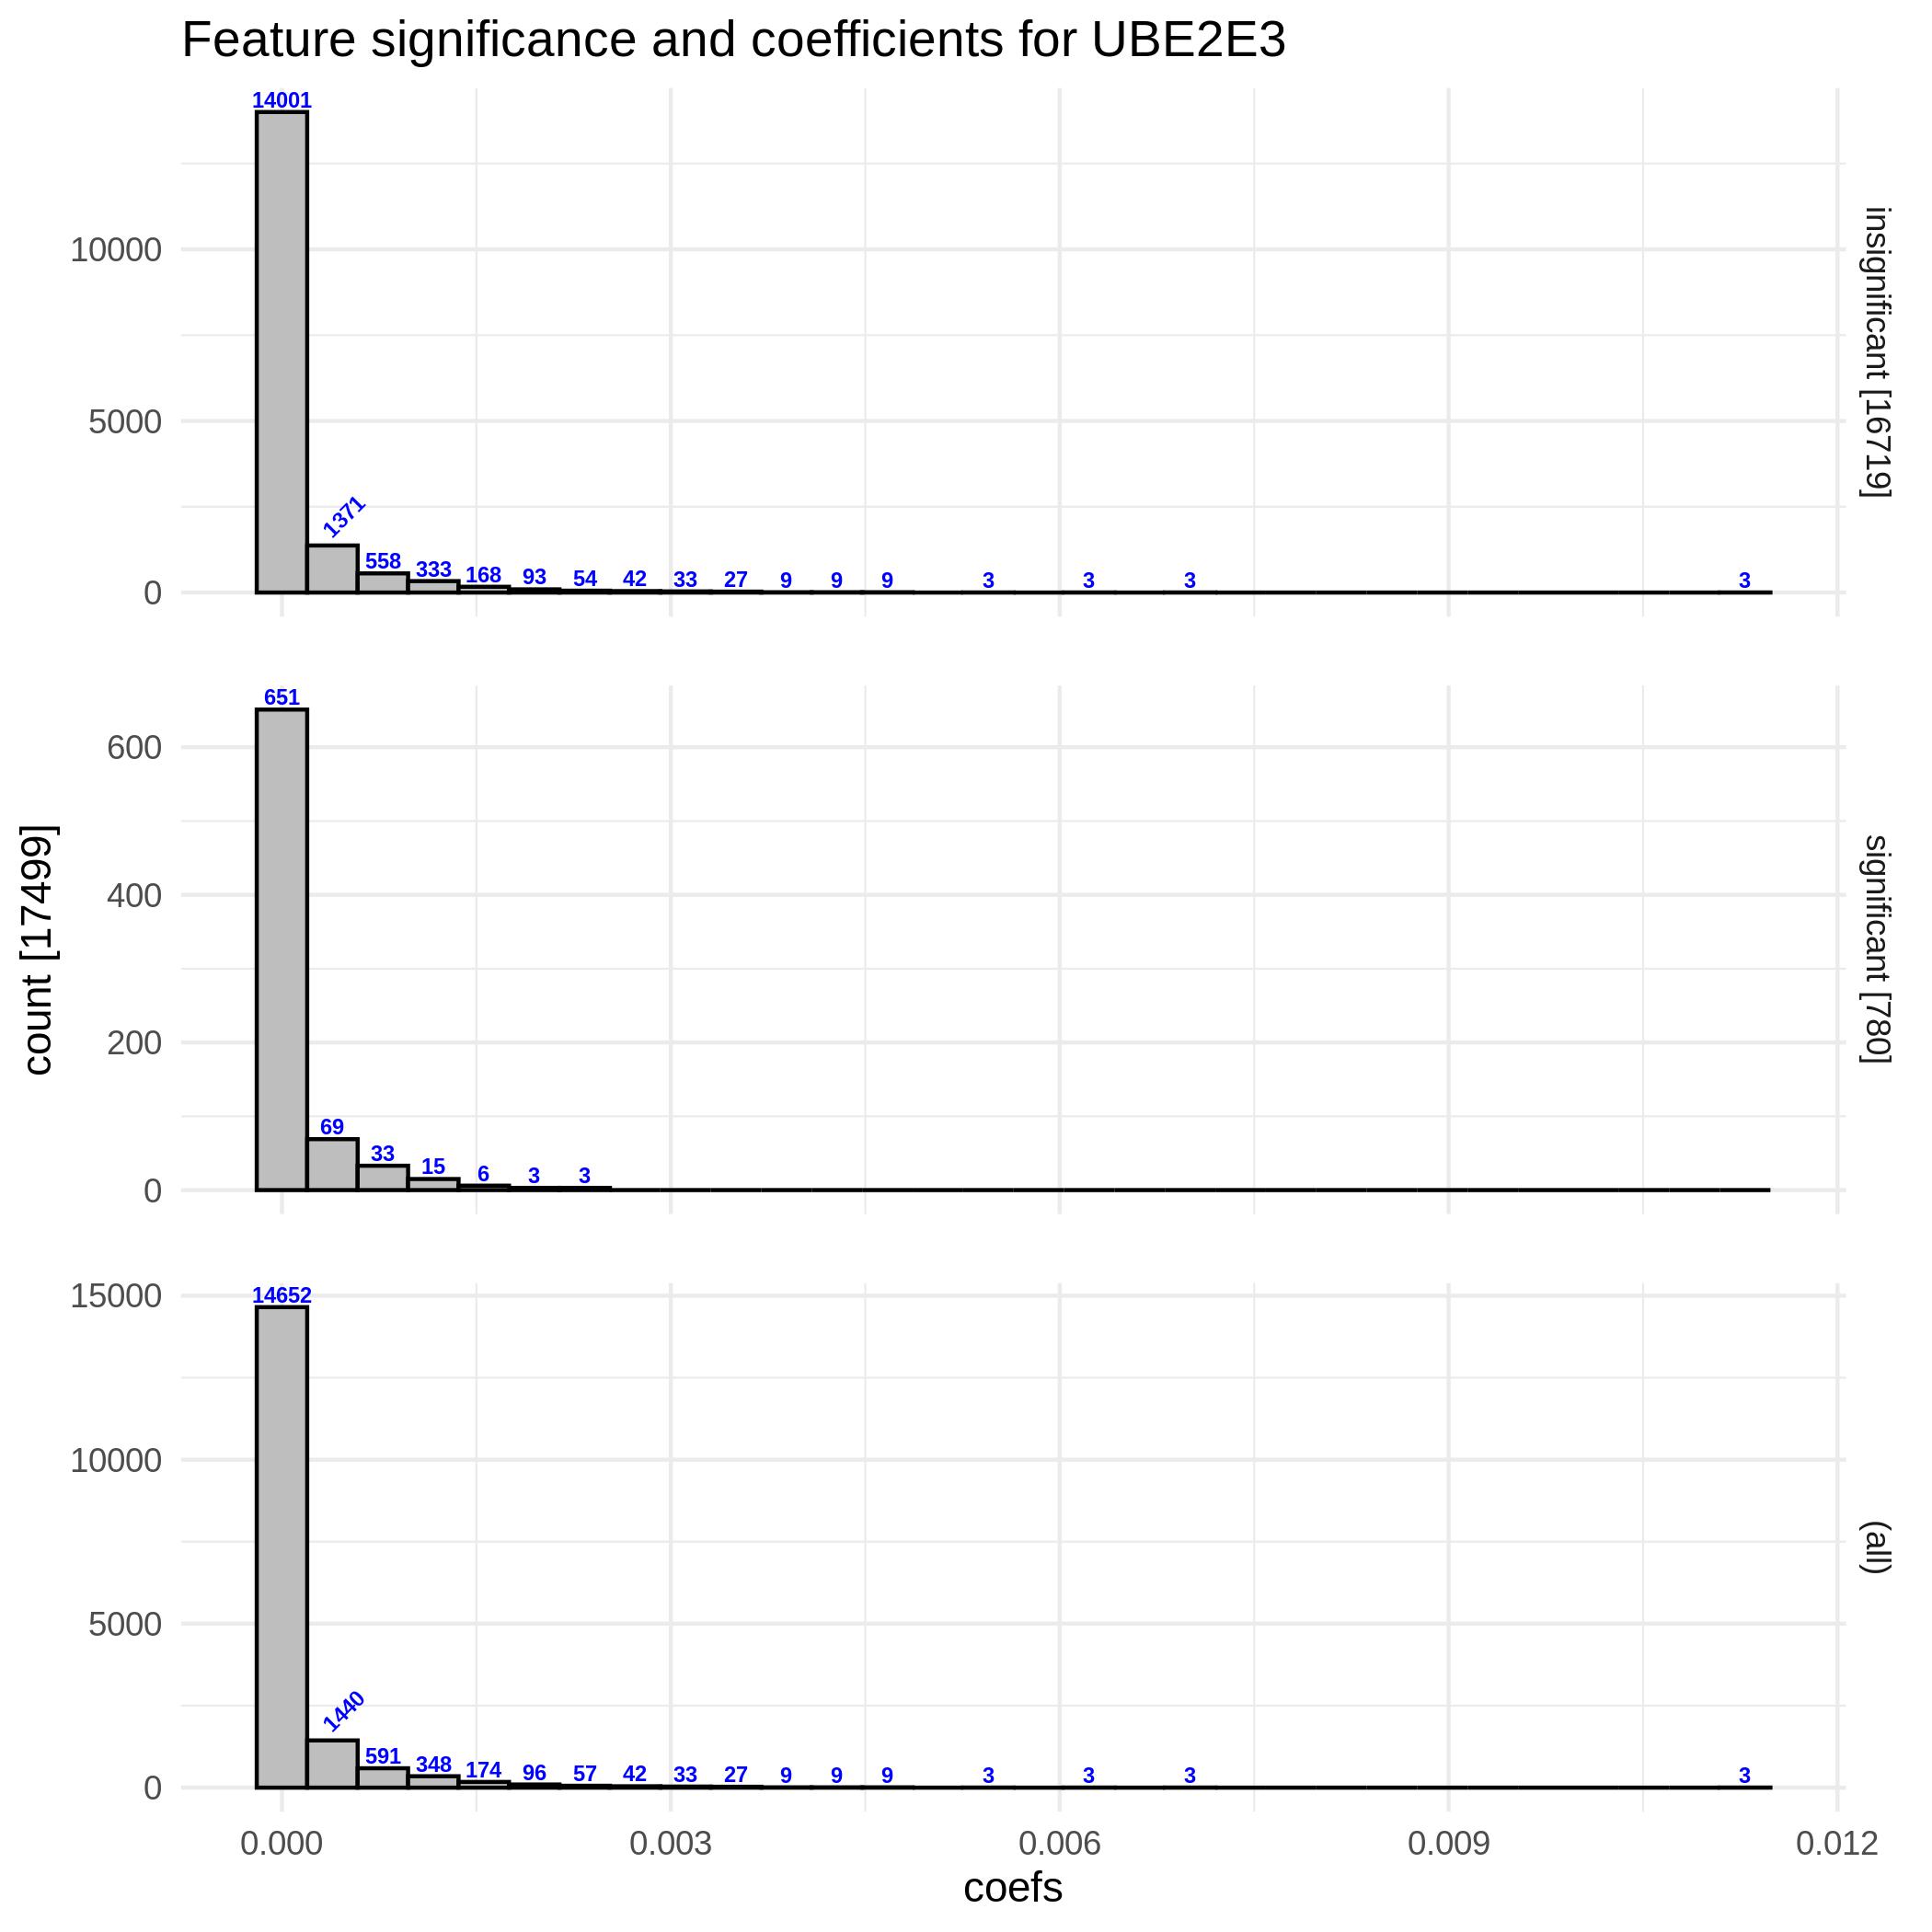 Feature significance and coefficients for UBE2E3
14001
1371
558 333 168 93 54 42 33 27 9 9 9 3 3 3 3
10000
5000
0
insignificant [16719]
651
69
33
15
6
3
3
600
400
200
0
significant [780]
count [17499]
14652
1440
591 348 174 96 57 42 33 27 9 9 9 3 3 3 3
15000
10000
5000
0
(all)
0.000 0.003 0.006 0.009 0.012
coefs